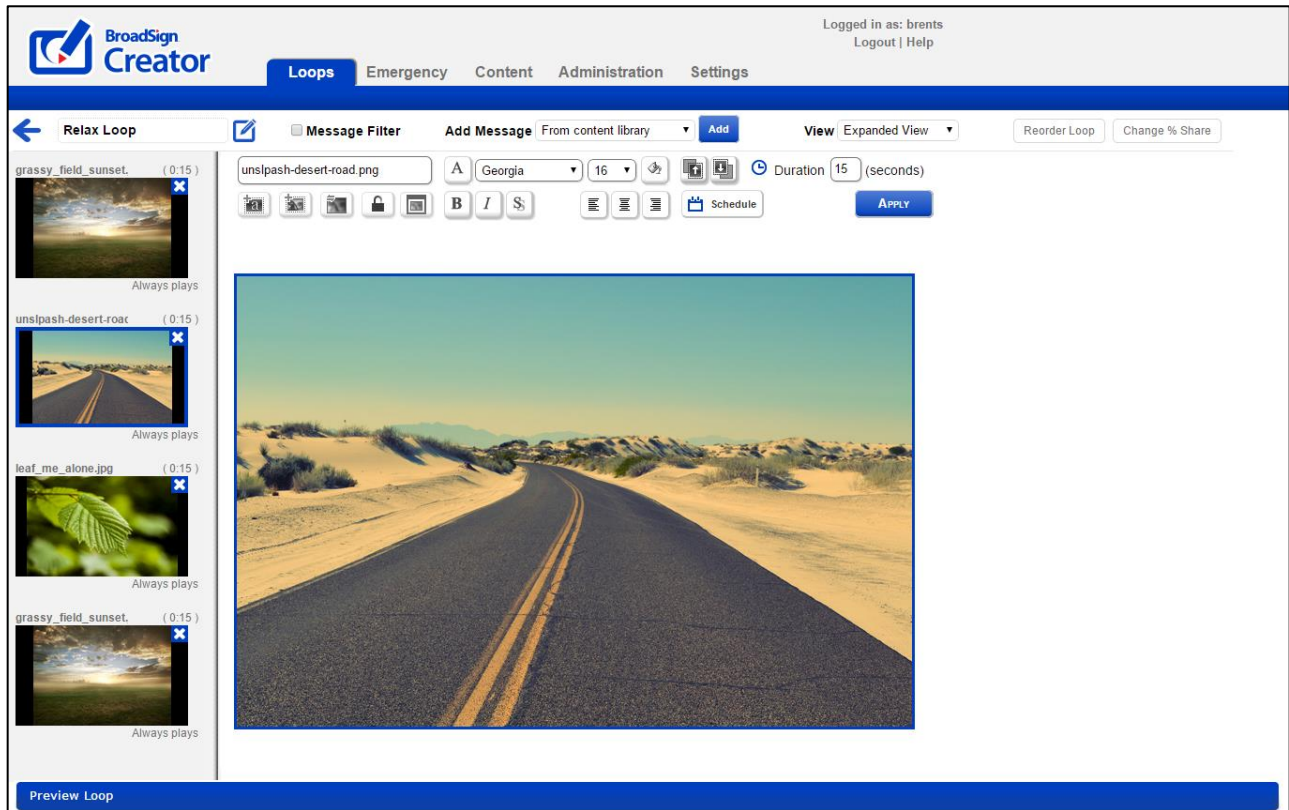 BroadSign
Creator
Logged in as: brents
Logout | Help
Loops Emergency Content Administration Settings
Relax Loop Message Filter Add Message From content library Add View Expanded View Reorder Loop Change % Share
grassy_field_sunset. ( 0:15 )
Always plays
unslpash-desert-road ( 0:15 )
Always plays
leaf_me_alone.jpg ( 0:15 )
Always plays
grassy_field_sunset. ( 0:15 )
Always plays
unslpash-desert-road.png A Georgia 16 Duration 15 (seconds)
a B I S Schedule APPLY
Preview Loop